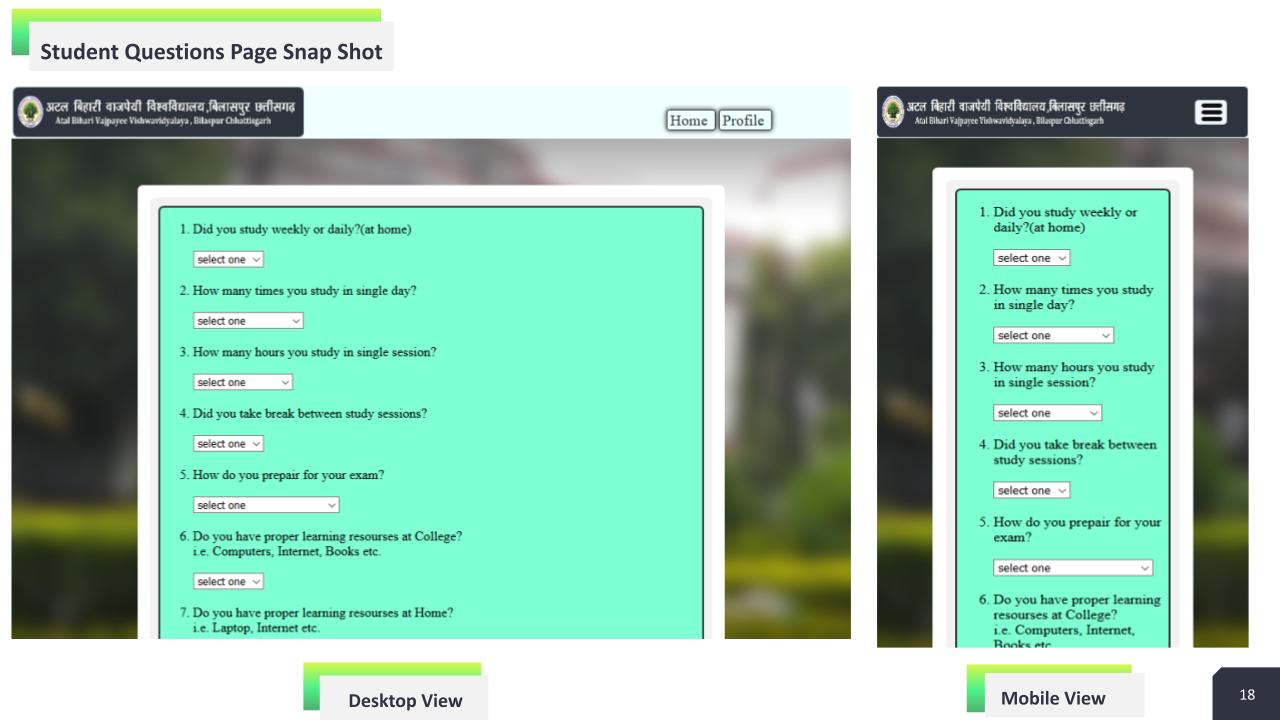 Student Questions Page Snap Shot
अटल बिहारी वाजपेयी विश्वविद्यालय,बिलासपुर छत्तीसगढ़
Atal Bihari Vajpayee Vishwavidyalaya , Bilaspur Chhattisgarh
Home Profile
1. Did you study weekly or daily?(at home)
select one
2. How many times you study in single day?
select one
3. How many hours you study in single session?
select one
4. Did you take break between study sessions?
select one
5. How do you prepair for your exam?
select one
6. Do you have proper learning resourses at College?
i.e. Computers, Internet, Books etc.
select one
7. Do you have proper learning resourses at Home?
i.e. Laptop, Internet etc.
Desktop View
अटल बिहारी वाजपेयी विश्वविद्यालय,बिलासपुर छत्तीसगढ़
Atal Bihari Vajpayee Vishwavidyalaya , Bilaspur Chhattisgarh
1. Did you study weekly or
daily?(at home)
select one
2. How many times you study
in single day?
select one
3. How many hours you study
in single session?
select one
4. Did you take break between
study sessions?
select one
5. How do you prepair for your
exam?
select one
6. Do you have proper learning
resourses at College?
i.e. Computers, Internet,
Books etc.
Mobile View
18